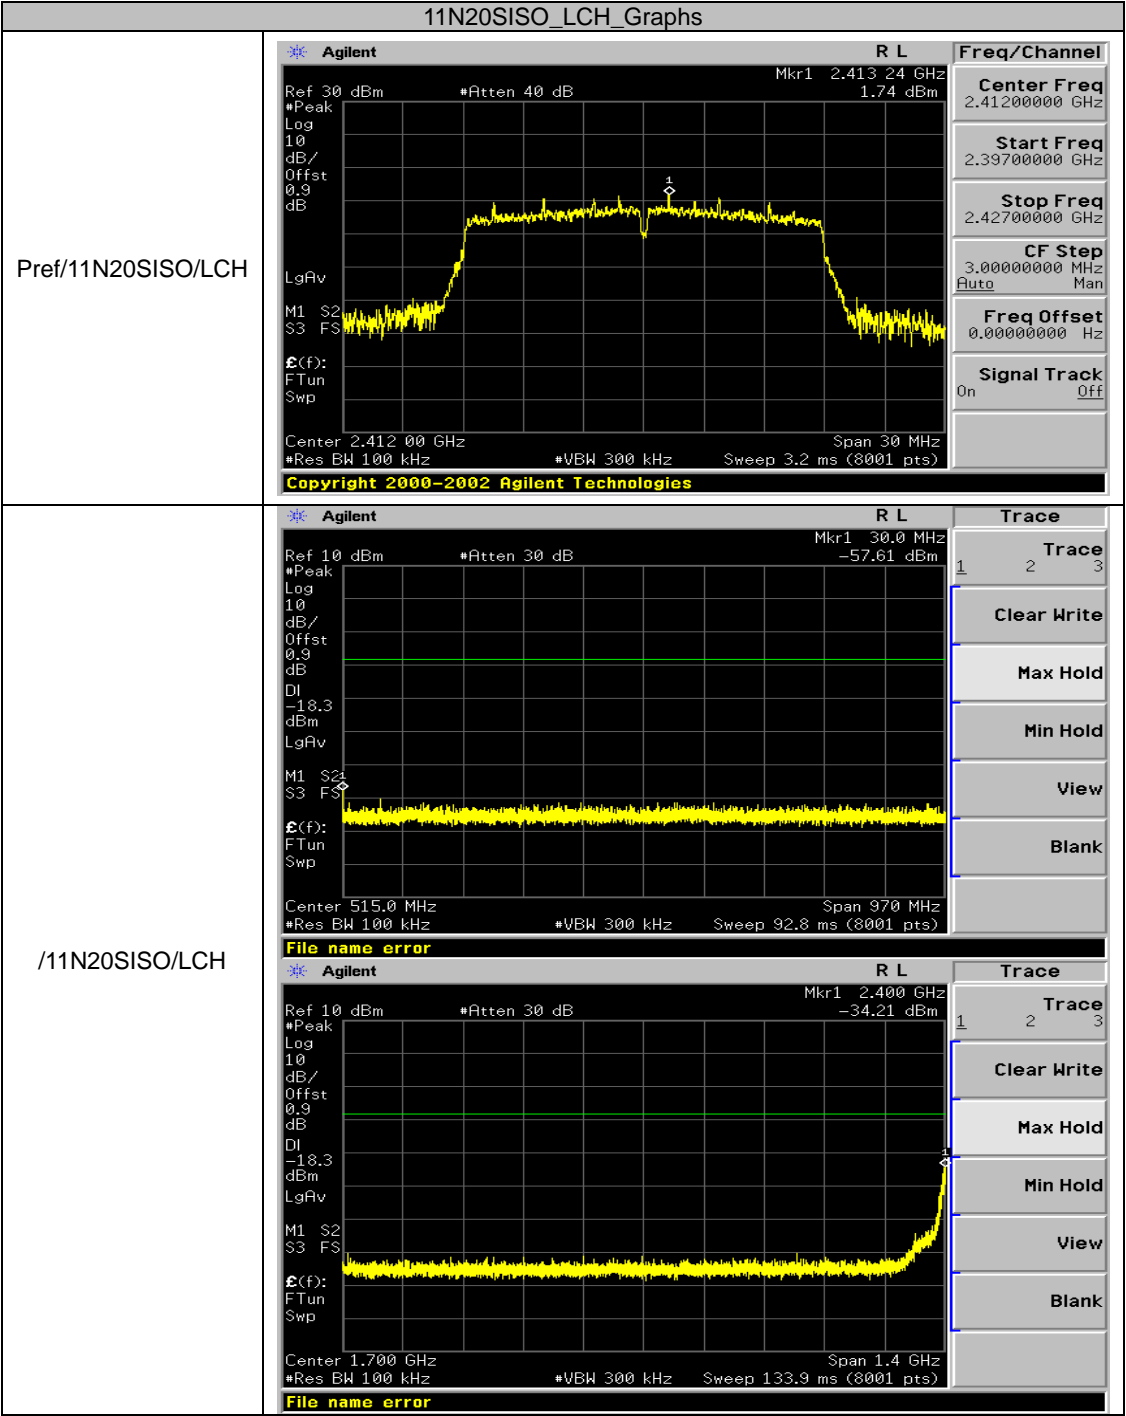 11N20SISO_LCH_Graphs
Pref/11N20SISO/LCH
Agilent R L Freq/Channel
Mkr1 2.413 24 GHz
Ref 30 dBm #Atten 40 dB 1.74 dBm
#Peak
Log
10
dB/
Offst
0.9
dB
LgAv
M1 S2
S3 FS
£(f):
FTun
Swp
1
Center 2.412 00 GHz Span 30 MHz
#Res BW 100 kHz #VBW 300 kHz Sweep 3.2 ms (8001 pts)
Copyright 2000-2002 Agilent Technologies
Center Freq
2.41200000 GHz
Start Freq
2.39700000 GHz
Stop Freq
2.42700000 GHz
CF Step
3.00000000 MHz
Auto Man
Freq Offset
0.00000000 Hz
Signal Track
On Off
/11N20SISO/LCH
Agilent R L Trace
Mkr1 30.0 MHz
Ref 10 dBm #Atten 30 dB -57.61 dBm
#Peak
Log
10
dB/
Offst
0.9
dB
DI
-18.3
dBm
LgAv
M1 S2
S3 FS
£(f):
FTun
Swp
1
Center 515.0 MHz Span 970 MHz
#Res BW 100 kHz #VBW 300 kHz Sweep 92.8 ms (8001 pts)
File name error
Trace
1 2 3
Clear Write
Max Hold
Min Hold
View
Blank
Agilent R L Trace
Mkr1 2.400 GHz
Ref 10 dBm #Atten 30 dB -34.21 dBm
#Peak
Log
10
dB/
Offst
0.9
dB
DI
-18.3
dBm
LgAv
M1 S2
S3 FS
£(f):
FTun
Swp
1
Center 1.700 GHz Span 1.4 GHz
#Res BW 100 kHz #VBW 300 kHz Sweep 133.9 ms (8001 pts)
File name error
Trace
1 2 3
Clear Write
Max Hold
Min Hold
View
Blank